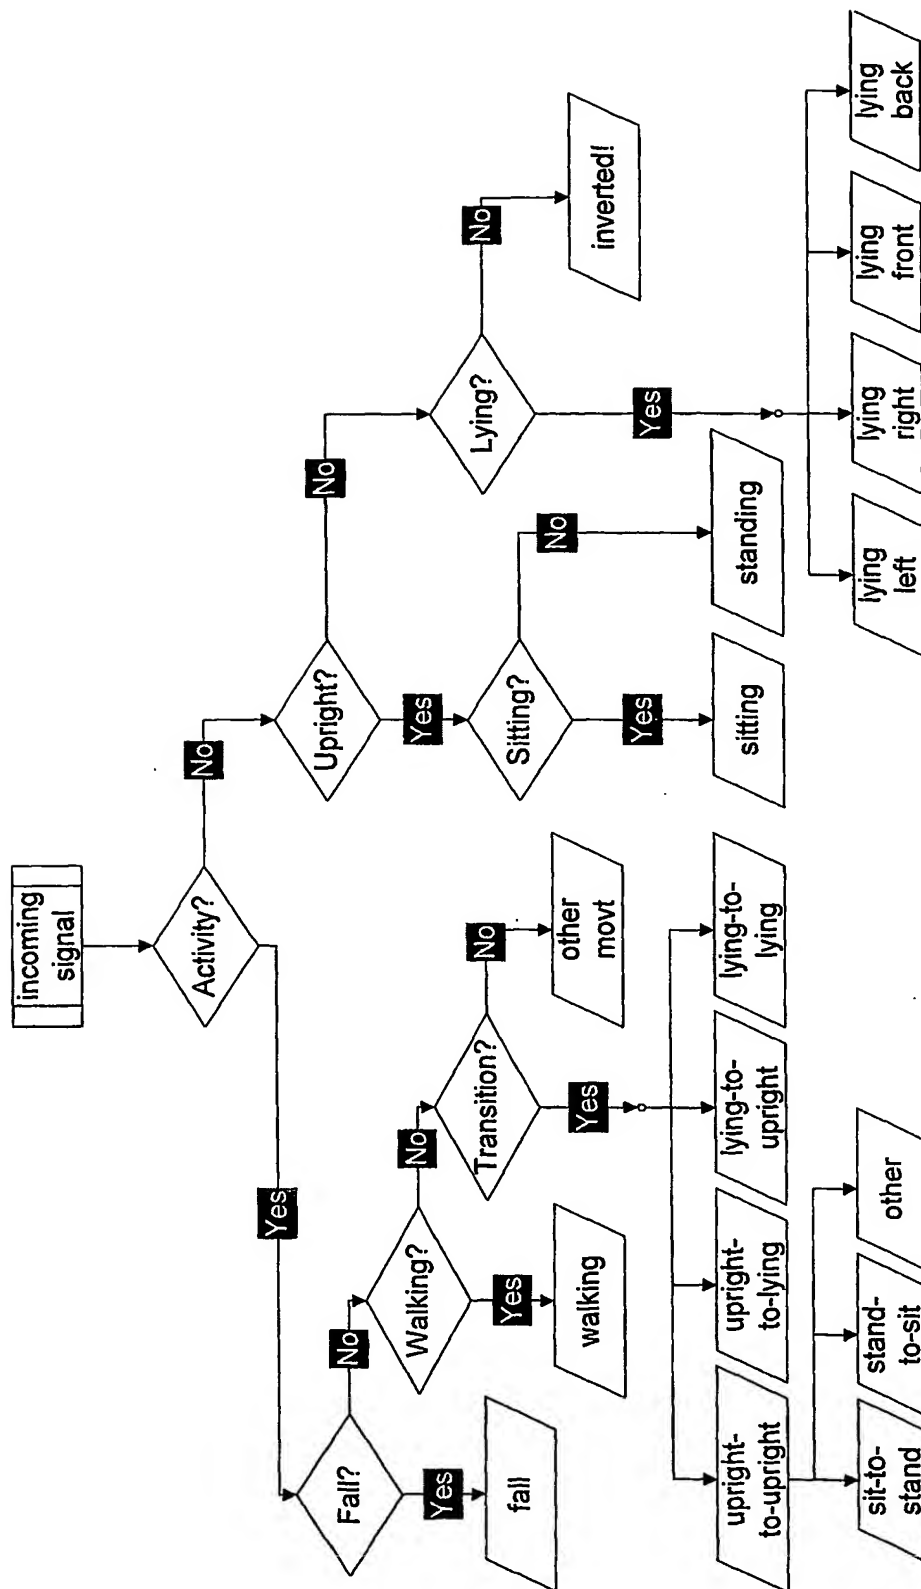 incoming
signal
Activity?
Yes
No
Fall?
No
Yes
fall
Walking?
No
Yes
walking
Transition?
No
Yes
other
movt
upright-
to-upright
upright-
to-lying
lying-to-
upright
lying-to-
lying
sit-to-
stand
stand-
to-sit
other
Upright?
No
Yes
Sitting?
No
Yes
sitting
standing
Lying?
No
Yes
inverted!
lying
left
lying
right
lying
front
lying
back